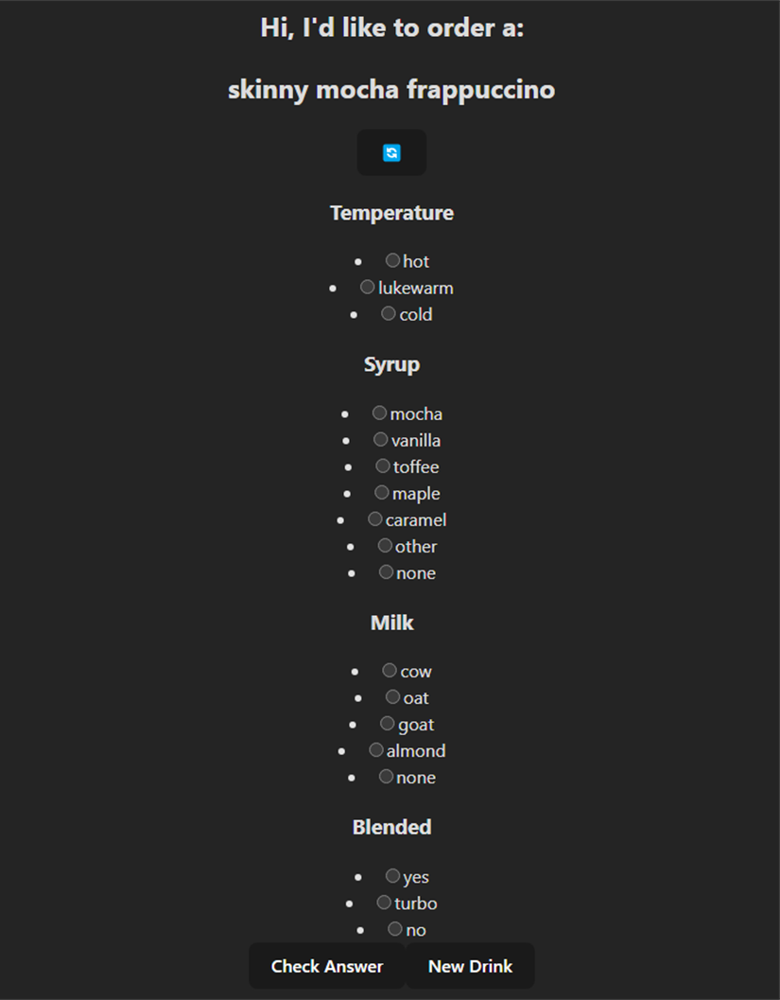 Hi, I'd like to order a:
skinny mocha frappuccino
Temperature
hot
lukewarm
cold
Syrup
mocha
vanilla
toffee
maple
caramel
other
none
Milk
cow
oat
goat
almond
none
Blended
yes
turbo
no
Check Answer New Drink